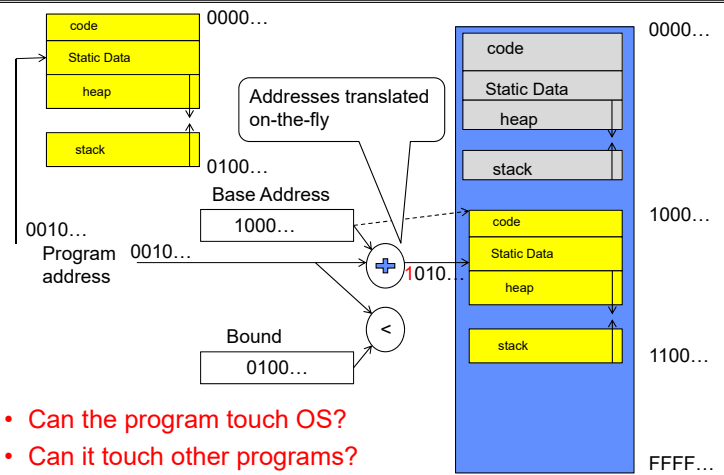 code
0000…
Static Data
heap
stack
0100…
Addresses translated
on-the-fly
Base Address
1000…
0010…
Program
address
0010…
1010…
Bound
<
0100…
code
Static Data
heap
stack
0000…
code
1000…
Static Data
heap
stack
1100…
FFFF…
• Can the program touch OS?
• Can it touch other programs?